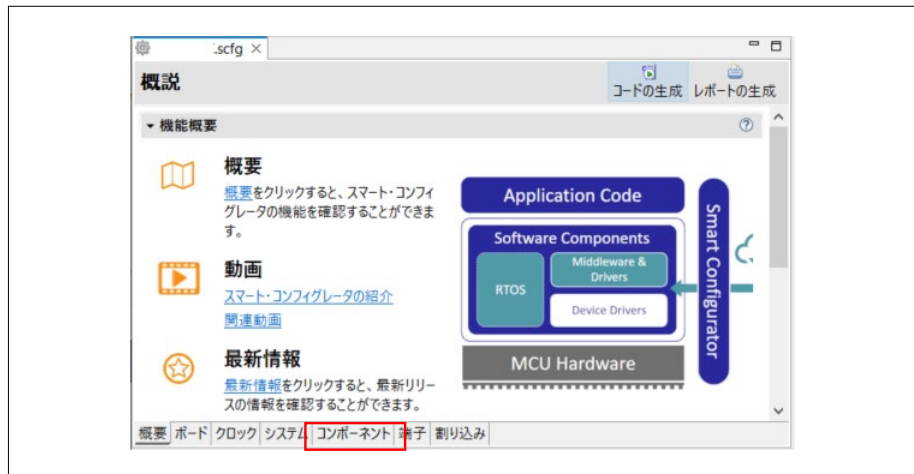 .scfg
概説
コードの生成 レポートの生成
機能概要
概要
概要をクリックすると、スマート・コンフィ
グレータの機能を確認することができま
す。
動画
スマート・コンフィグレータの紹介
関連動画
最新情報
最新情報をクリックすると、最新リリー
スの情報を確認することができます。
Application Code
Software Components
RTOS
Middleware &
Drivers
Device Drivers
MCU Hardware
Smart Configurator
概要 ボード クロック システム コンポーネント 端子 割り込み